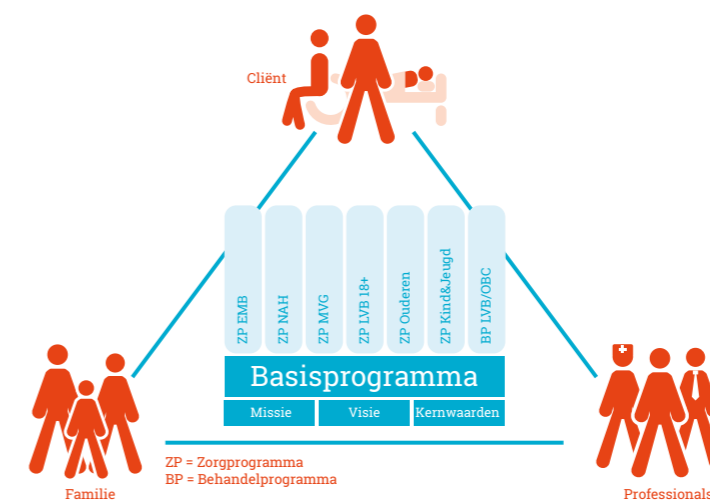 Cliënt
ZP EMB
ZP NAH
ZP MVG
ZP LVB 18+
ZP Ouderen
ZP Kind&Jeugd
BP LVB/OBC
Basisprogramma
Missie
Visie
Kernwaarden
ZP = Zorgprogramma
BP = Behandelprogramma
Familie
Professionals